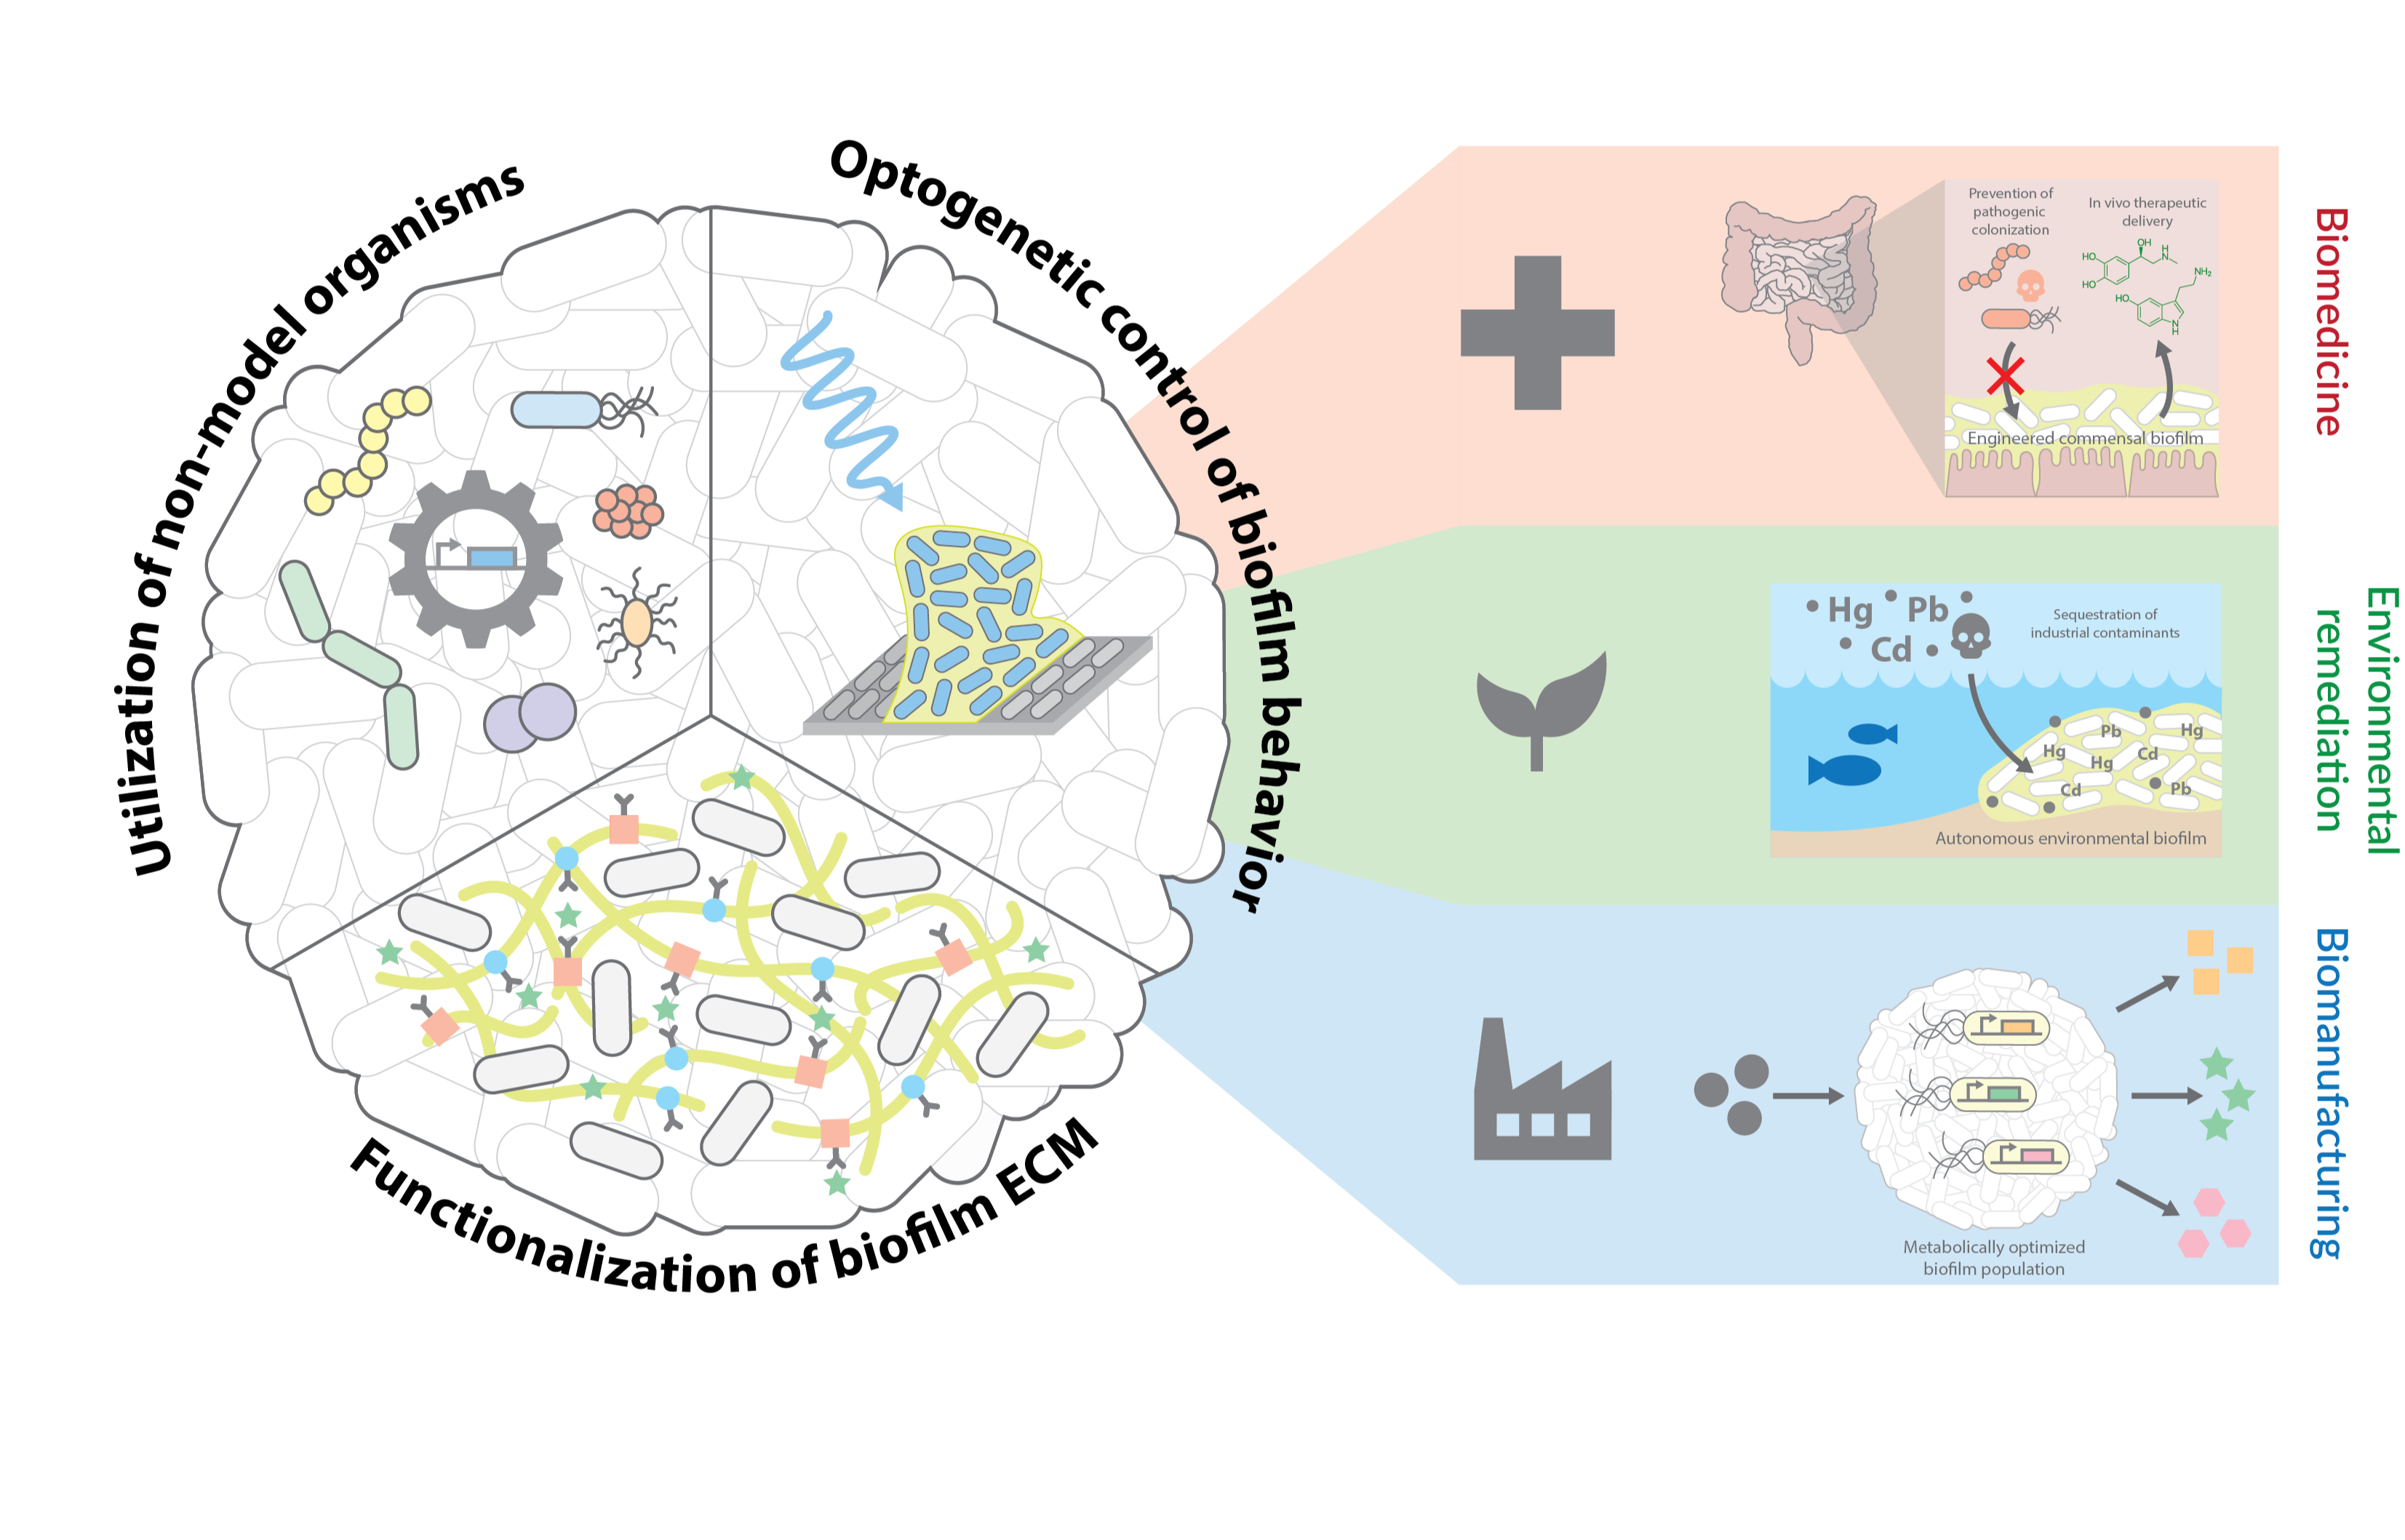 Utilization of non-model organisms
Optogenetic control of biofilm behavior
Functionalization of biofilm ECM
Prevention of
pathogenic
colonization
In vivo therapeutic
delivery
OH
H
HO
N
HO
NH₂
HO
N
H
Engineered commensal biofilm
Biomedicine
Hg
Pb
Cd
Sequestration of
industrial contaminants
Pb
Hg
Hg
Cd
Hg
Cd
Pb
Autonomous environmental biofilm
Environmental
remediation
Metabolically optimized
biofilm population
Biomanufacturing